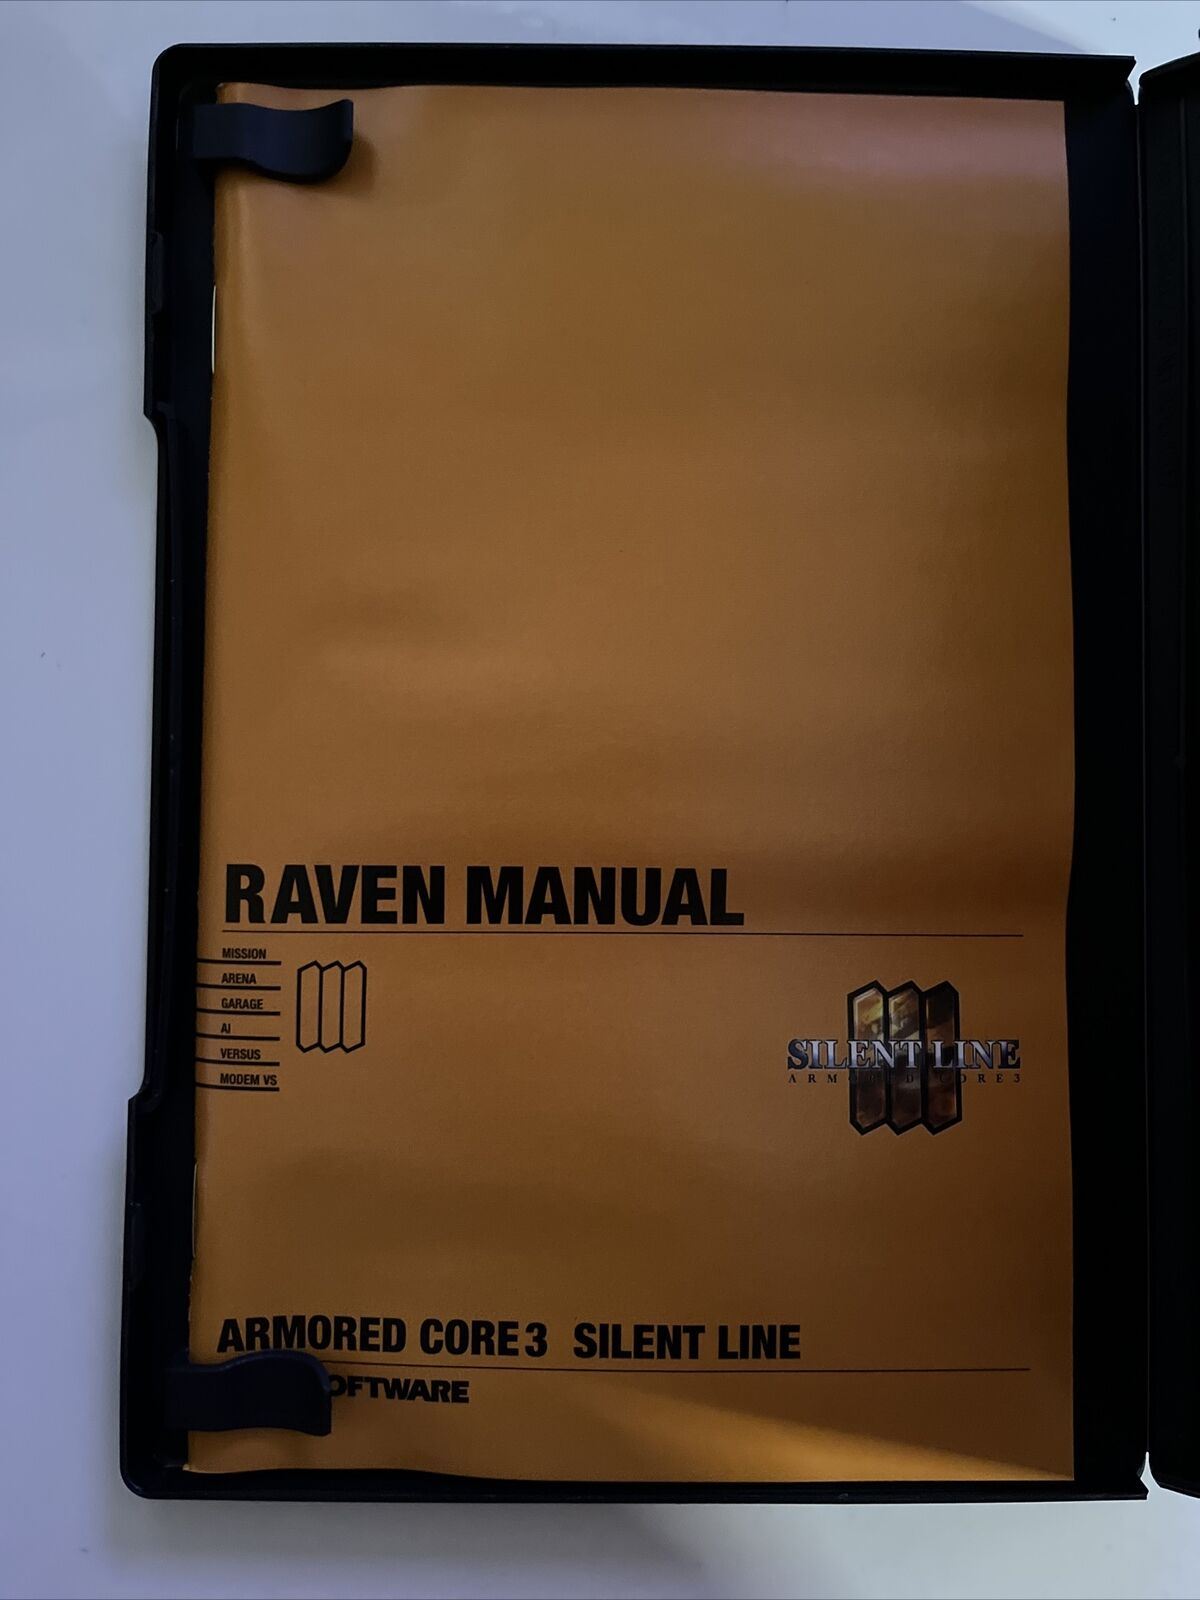 RAVEN MANUAL
MISSION
ARENA
GARAGE
AI
VERSUS
MODEM VS
SILENT LINE
ARMORED CORE 3
ARMORED CORE 3 SILENT LINE
OFTWARE